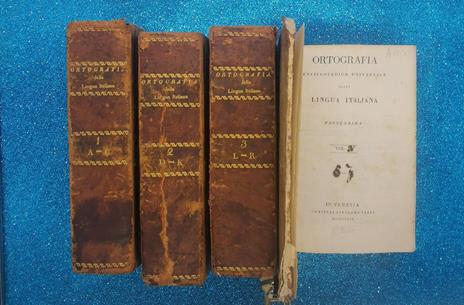 ORTOGRAFIA
della
Lingua Italiana
1
A–C
ORTOGRAFIA
della
Lingua Italiana
2
D–K
ORTOGRAFIA
della
Lingua Italiana
3
L–R
ORTOGRAFIA
ENCICLOPEDICA UNIVERSALE
DELLA
LINGUA ITALIANA
VOL.
IN VENEZIA